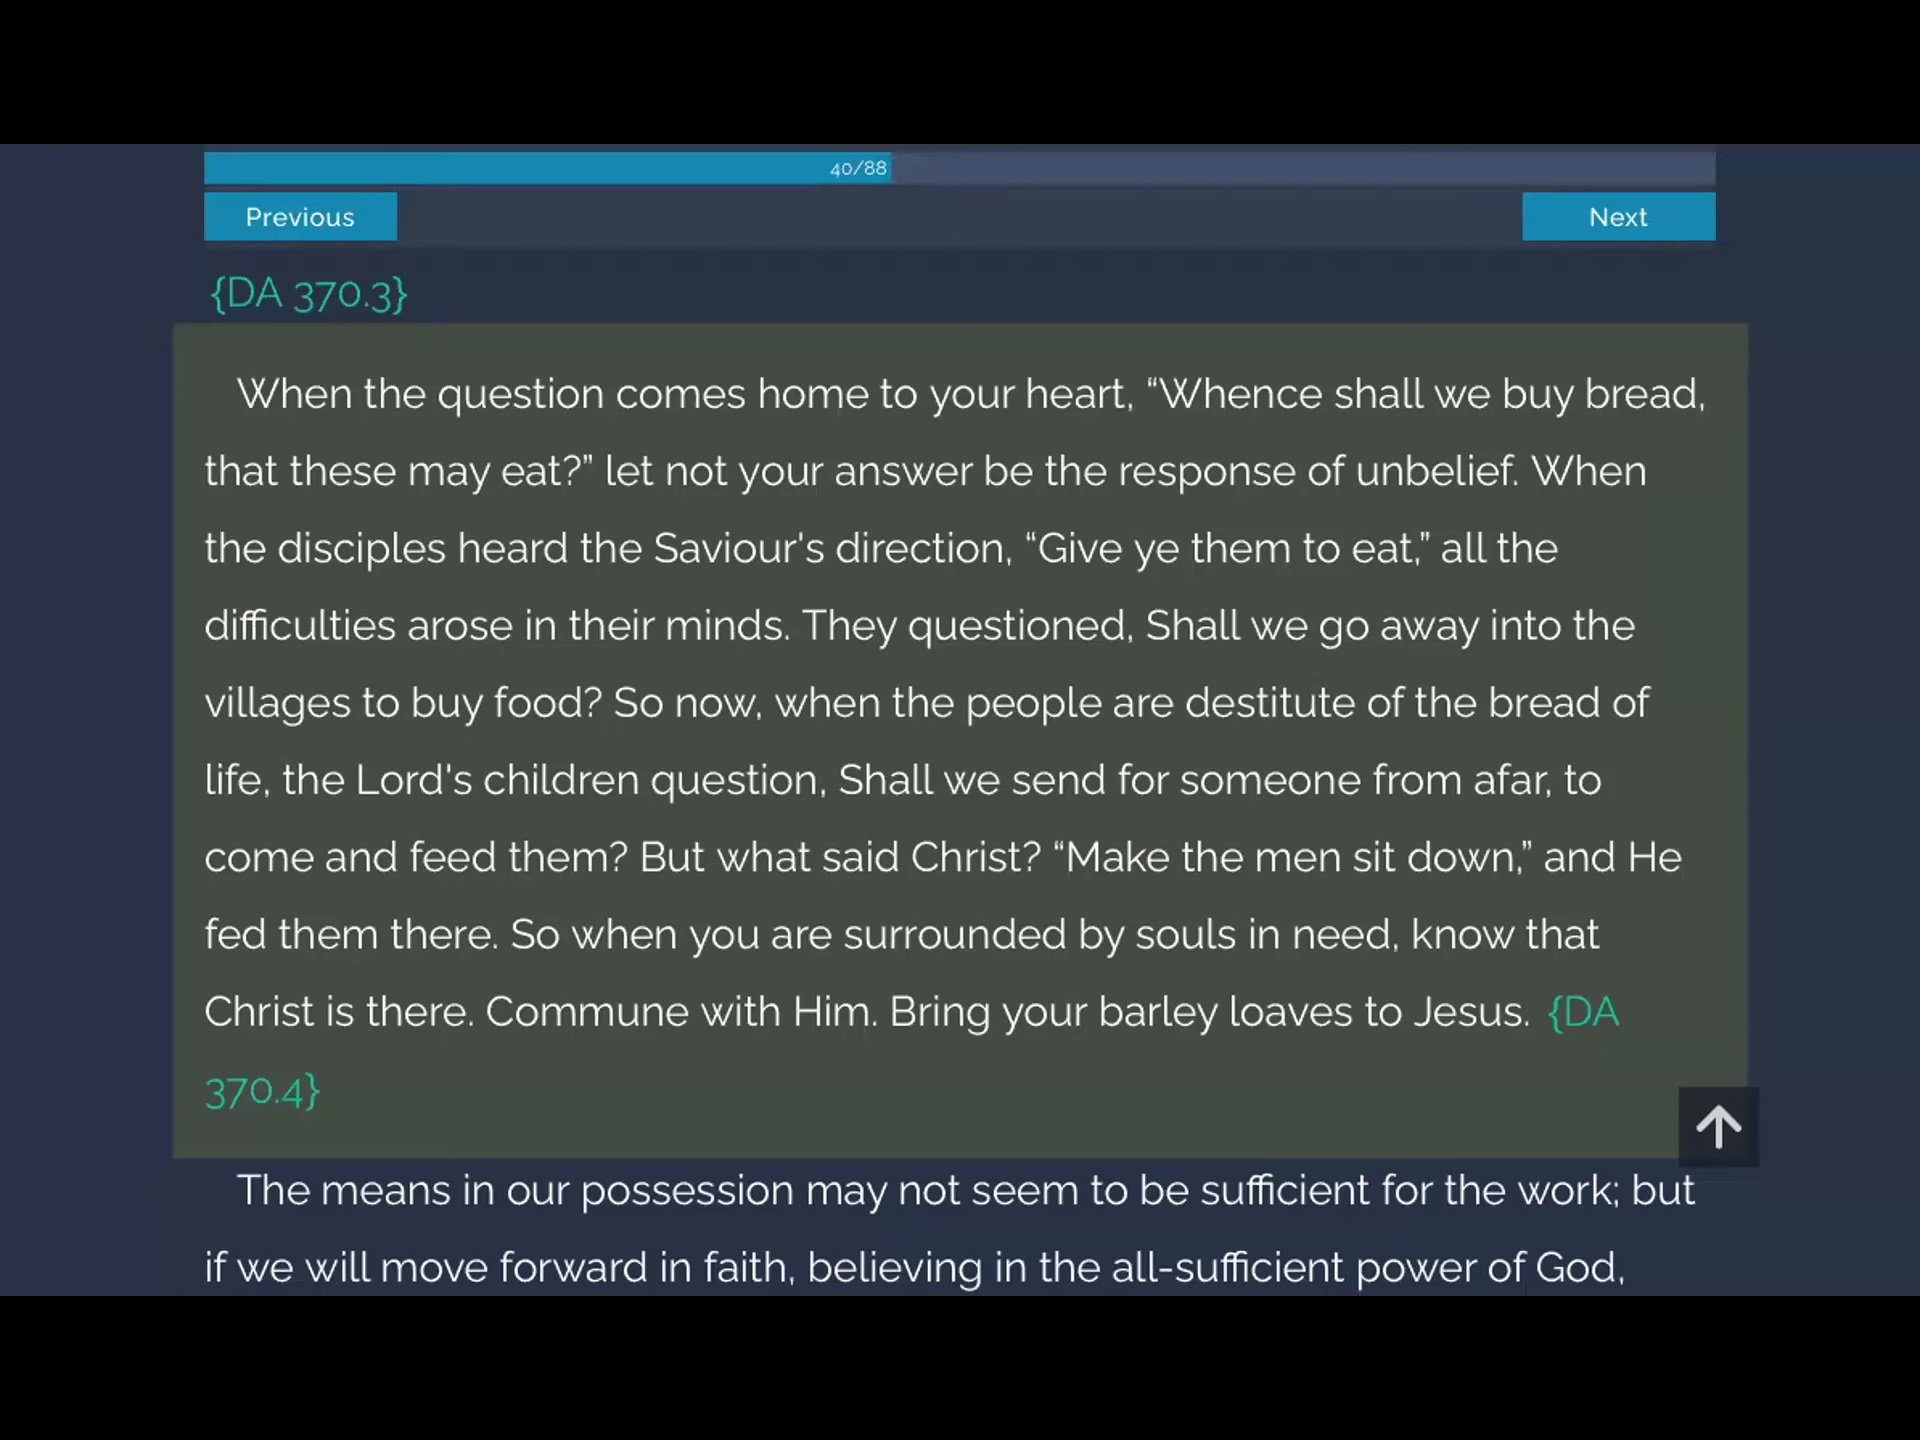 40/88
Previous
Next
{DA 370.3}
When the question comes home to your heart, “Whence shall we buy bread,
that these may eat?” let not your answer be the response of unbelief. When
the disciples heard the Saviour's direction, “Give ye them to eat,” all the
difficulties arose in their minds. They questioned, Shall we go away into the
villages to buy food? So now, when the people are destitute of the bread of
life, the Lord's children question, Shall we send for someone from afar, to
come and feed them? But what said Christ? “Make the men sit down,” and He
fed them there. So when you are surrounded by souls in need, know that
Christ is there. Commune with Him. Bring your barley loaves to Jesus. {DA
370.4}
The means in our possession may not seem to be sufficient for the work; but
if we will move forward in faith, believing in the all-sufficient power of God,